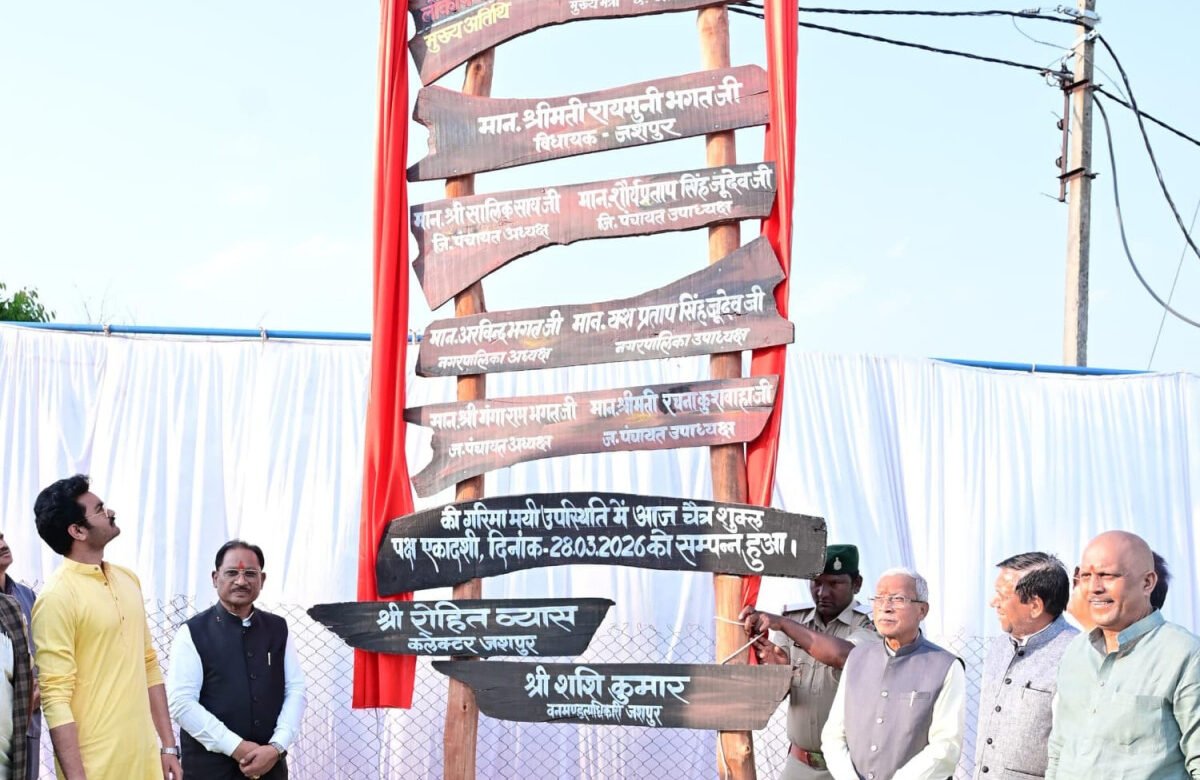 मुख्य अतिथि
मान. श्रीमती रायमुनी भगत जी
विधायक - जशपुर
मान. श्री सालिक साय जी मान. शौर्यप्रताप सिंह जूदेव जी
जि. पंचायत अध्यक्ष जि. पंचायत उपाध्यक्ष
मान. अरविन्द्र भगत जी मान. यश प्रताप सिंह जूदेव जी
नगरपालिका अध्यक्ष नगरपालिका उपाध्यक्ष
मान. श्री गंगाराम भगत जी मान. श्रीमती रचना कुशवाहा जी
ज. पंचायत अध्यक्ष ज. पंचायत उपाध्यक्ष
की गरिमा मयी उपस्थिति में आज चैत्र शुक्ल
पक्ष एकादशी, दिनांक-28.03.2026 को सम्पन्न हुआ।
श्री रोहित व्यास
कलेक्टर जशपुर
श्री शशि कुमार
वनमण्डलाधिकारी जशपुर